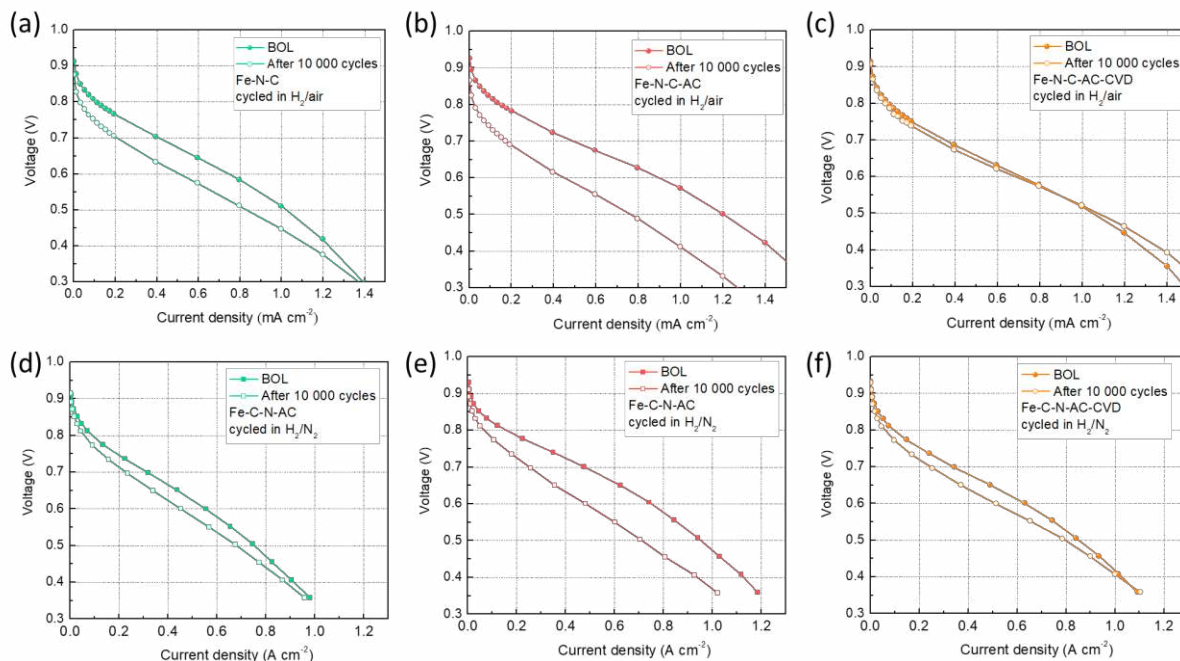 (a)
1.0
0.9
0.8
0.7
0.6
0.5
0.4
0.3
Voltage (V)
BOL
After 10 000 cycles
Fe-N-C
cycled in H₂/air
0.0 0.2 0.4 0.6 0.8 1.0 1.2 1.4
Current density (mA cm⁻²)
(b)
1.0
0.9
0.8
0.7
0.6
0.5
0.4
0.3
Voltage (V)
BOL
After 10 000 cycles
Fe-N-C-AC
cycled in H₂/air
0.0 0.2 0.4 0.6 0.8 1.0 1.2 1.4
Current density (mA cm⁻²)
(c)
1.0
0.9
0.8
0.7
0.6
0.5
0.4
0.3
Voltage (V)
BOL
After 10 000 cycles
Fe-N-C-AC-CVD
cycled in H₂/air
0.0 0.2 0.4 0.6 0.8 1.0 1.2 1.4
Current density (mA cm⁻²)
(d)
1.0
0.9
0.8
0.7
0.6
0.5
0.4
0.3
Voltage (V)
BOL
After 10 000 cycles
Fe-C-N-AC
cycled in H₂/N₂
0.0 0.2 0.4 0.6 0.8 1.0 1.2
Current density (A cm⁻²)
(e)
1.0
0.9
0.8
0.7
0.6
0.5
0.4
0.3
Voltage (V)
BOL
After 10 000 cycles
Fe-C-N-AC
cycled in H₂/N₂
0.0 0.2 0.4 0.6 0.8 1.0 1.2
Current density (A cm⁻²)
(f)
1.0
0.9
0.8
0.7
0.6
0.5
0.4
0.3
Voltage (V)
BOL
After 10 000 cycles
Fe-C-N-AC-CVD
cycled in H₂/N₂
0.0 0.2 0.4 0.6 0.8 1.0 1.2
Current density (A cm⁻²)